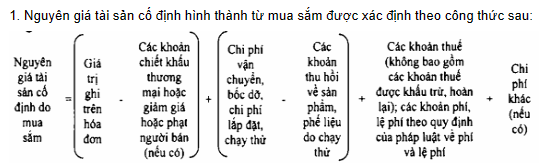 1. Nguyên giá tài sản cố định hình thành từ mua sắm được xác định theo công thức sau:
Nguyên
giá tài
sản cố
định do
mua
sắm
=
Giá
trị
ghi
trên
hóa
đơn
-
Các khoản
chiết khấu
thương
mại hoặc
giảm giá
hoặc phạt
người bán
(nếu có)
+
Chi phí
vận
chuyển,
bốc dỡ,
chi phí
lắp đặt,
chạy thử
-
Các
khoản
thu hồi
về sản
phẩm,
phế liệu
do chạy
thử
+
Các khoản thuế
(không bao gồm
các khoản thuế
được khấu trừ, hoàn
lại); các khoản phí,
lệ phí theo quy định
của pháp luật về phí
và lệ phí
+
Chi
phí
khác
(nếu
có)